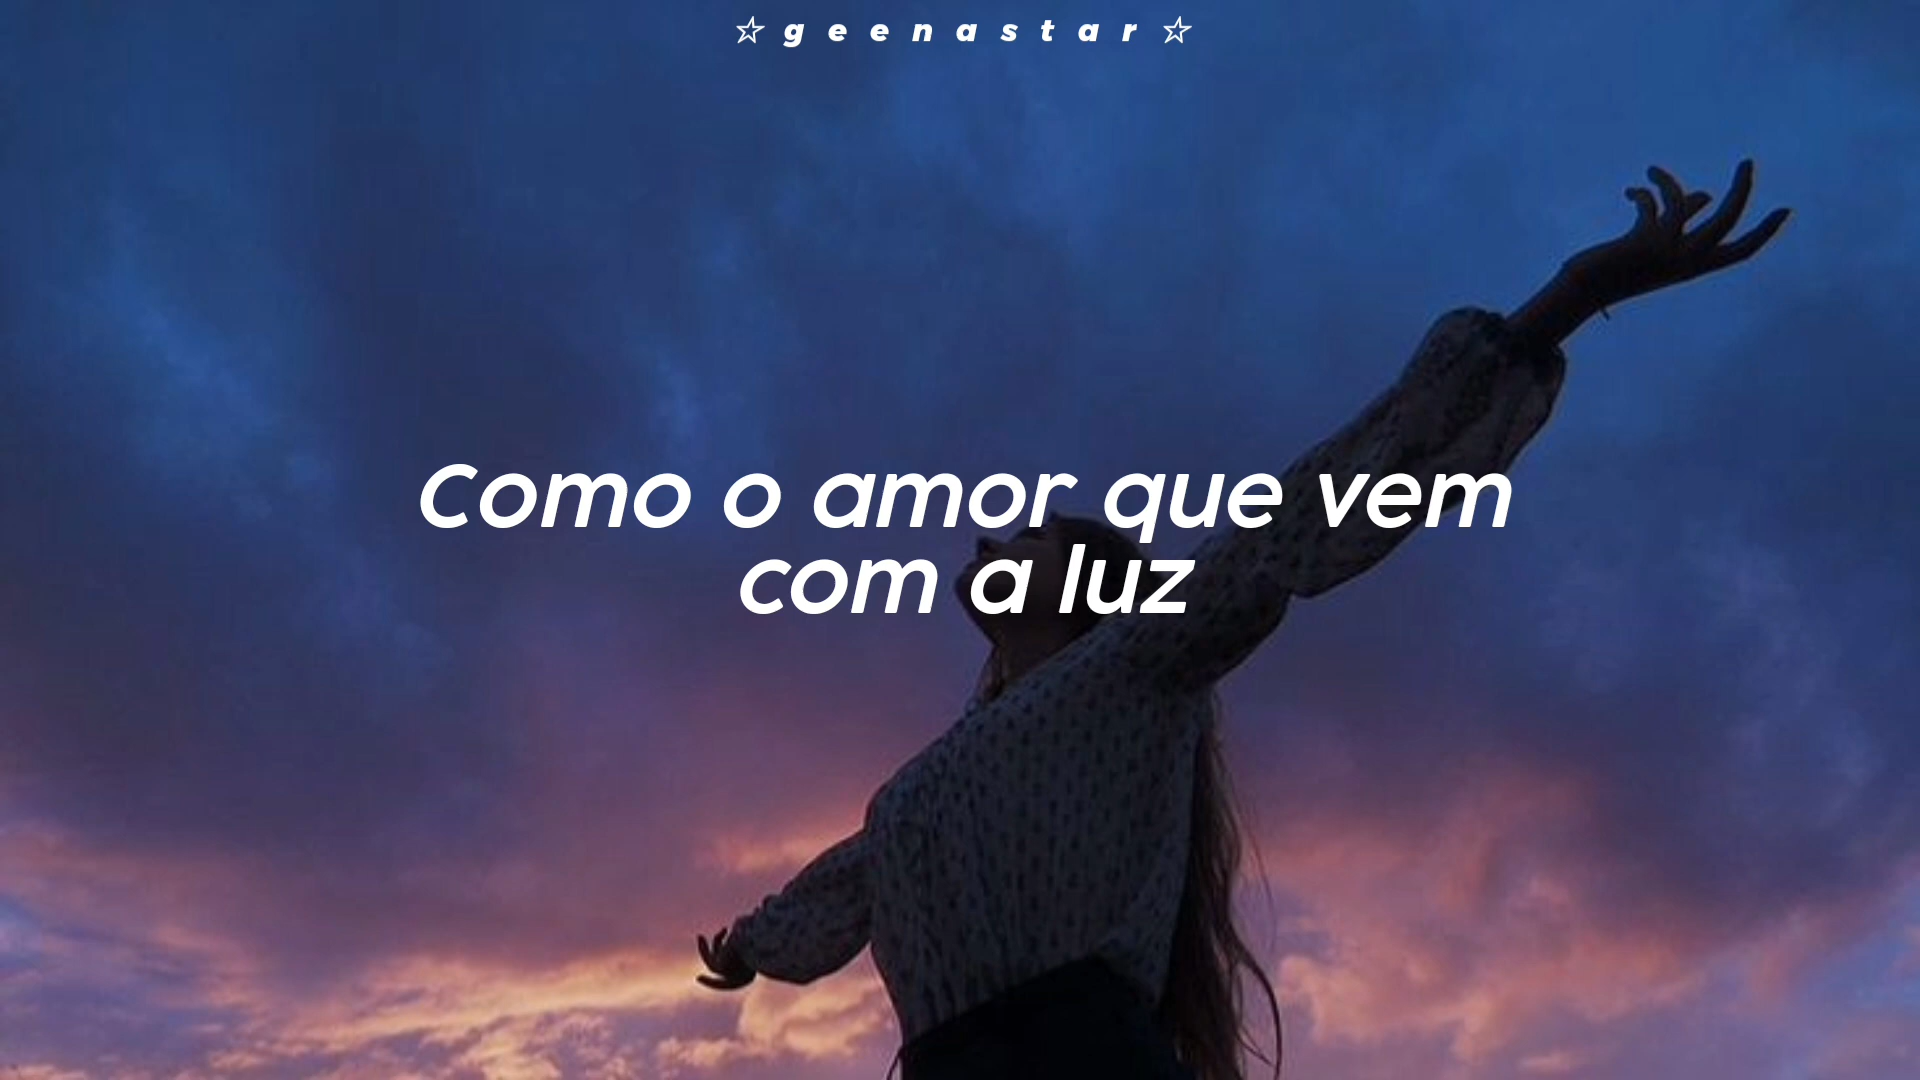 ☆ g e e n a s t a r ☆
Como o amor que vem
com a luz